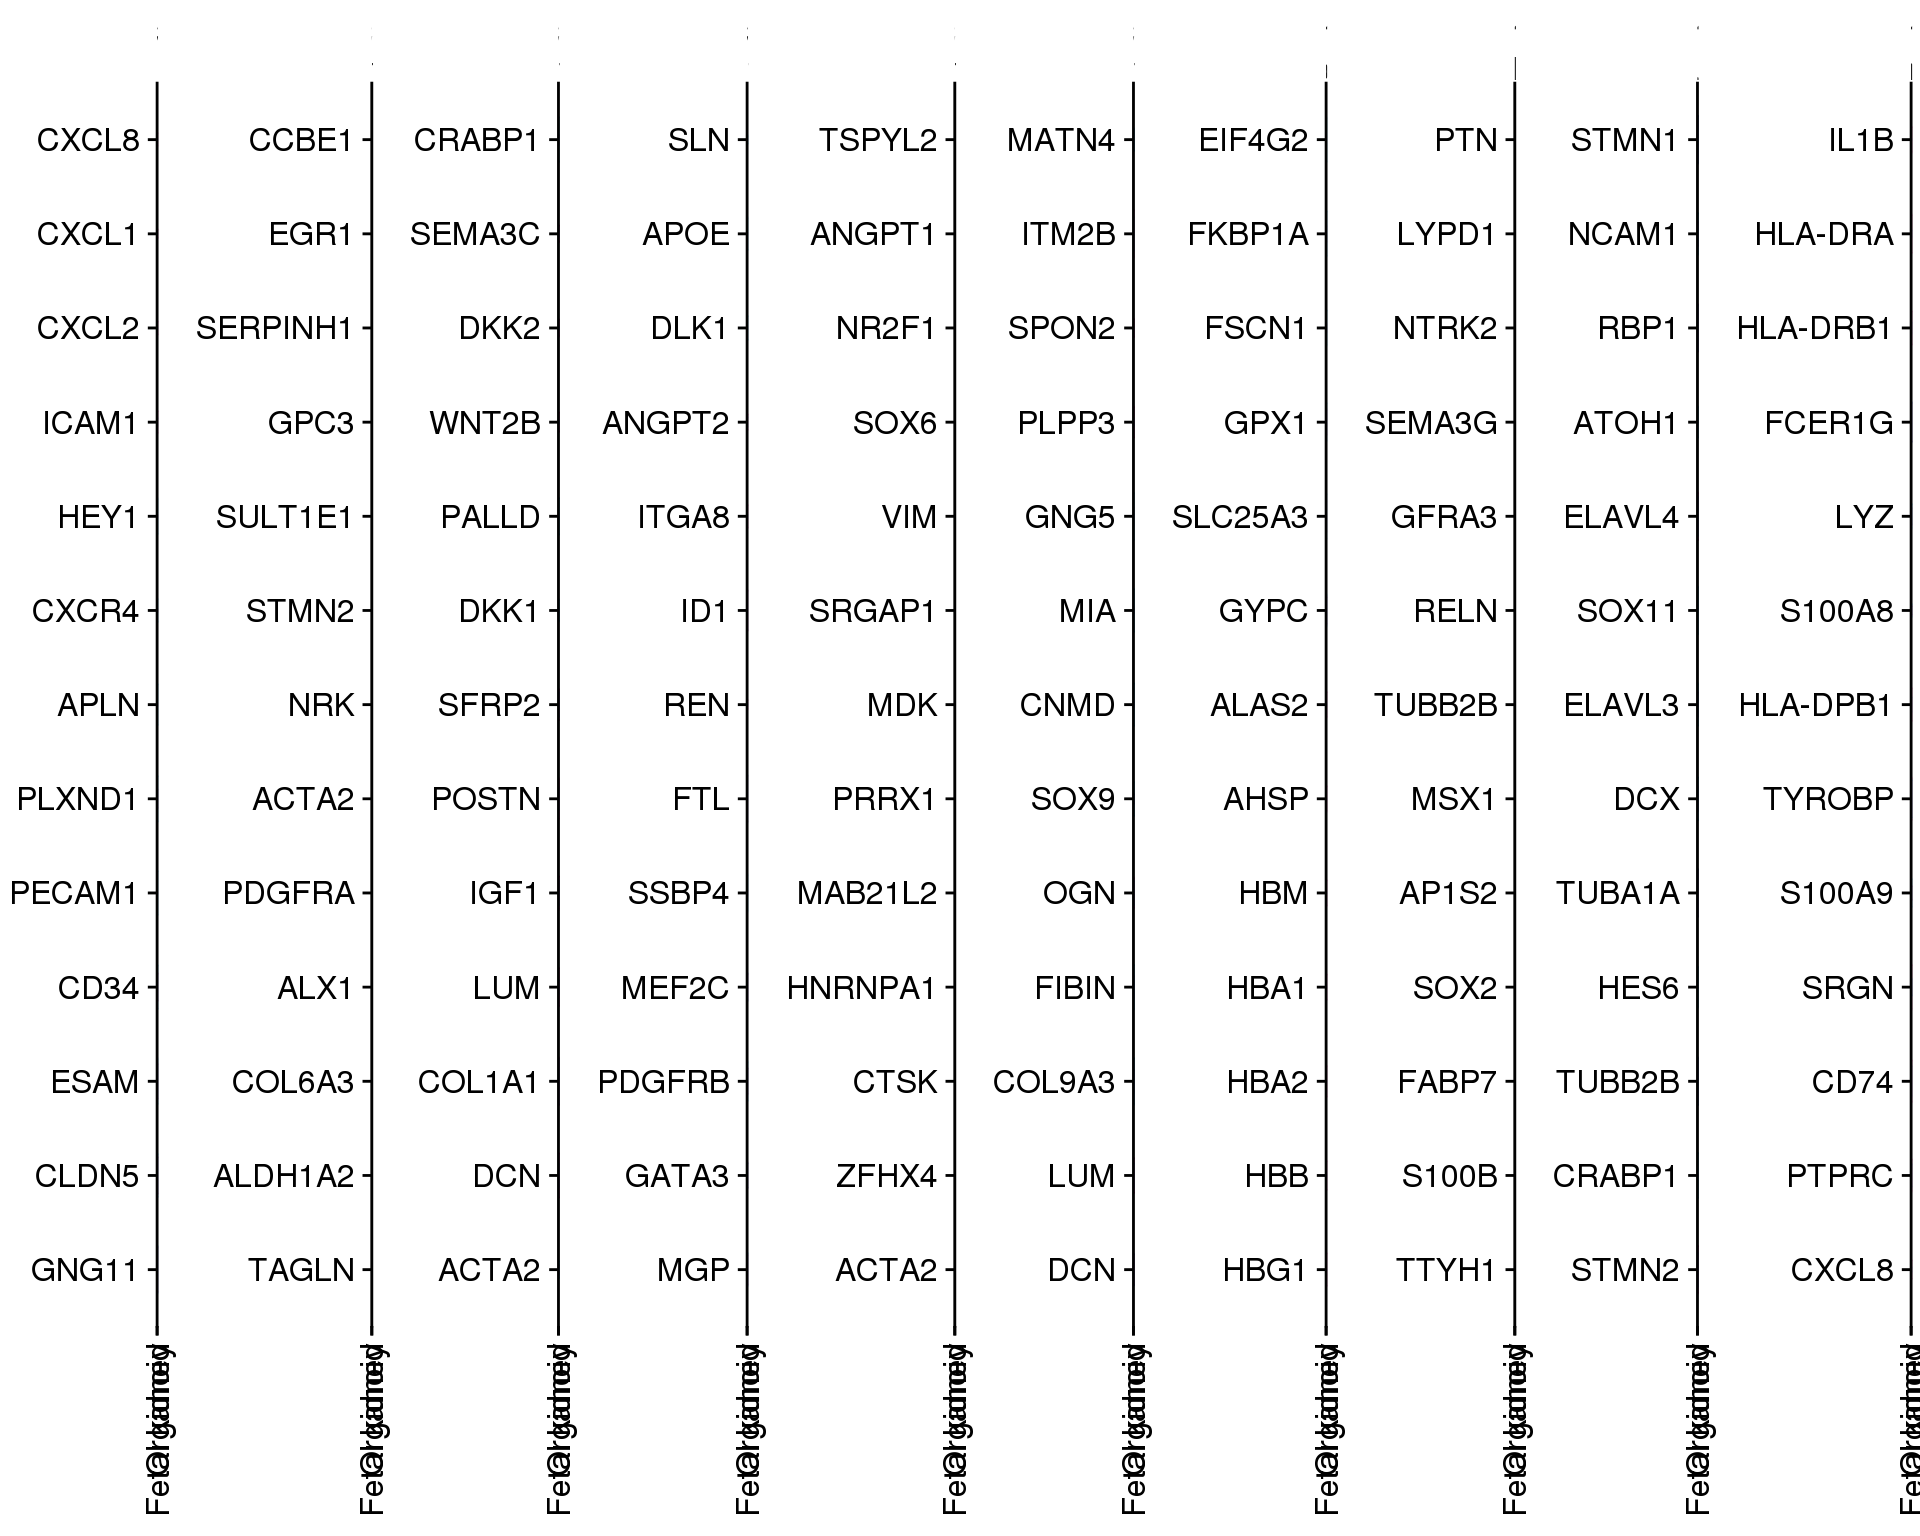 CXCL8 CCBE1 CRABP1 SLN TSPYL2 MATN4 EIF4G2 PTN STMN1 IL1B
CXCL1 EGR1 SEMA3C APOE ANGPT1 ITM2B FKBP1A LYPD1 NCAM1 HLA-DRA
CXCL2 SERPINH1 DKK2 DLK1 NR2F1 SPON2 FSCN1 NTRK2 RBP1 HLA-DRB1
ICAM1 GPC3 WNT2B ANGPT2 SOX6 PLPP3 GPX1 SEMA3G ATOH1 FCER1G
HEY1 SULT1E1 PALLD ITGA8 VIM GNG5 SLC25A3 GFRA3 ELAVL4 LYZ
CXCR4 STMN2 DKK1 ID1 SRGAP1 MIA GYPC RELN SOX11 S100A8
APLN NRK SFRP2 REN MDK CNMD ALAS2 TUBB2B ELAVL3 HLA-DPB1
PLXND1 ACTA2 POSTN FTL PRRX1 SOX9 AHSP MSX1 DCX TYROBP
PECAM1 PDGFRA IGF1 SSBP4 MAB21L2 OGN HBM AP1S2 TUBA1A S100A9
CD34 ALX1 LUM MEF2C HNRNPA1 FIBIN HBA1 SOX2 HES6 SRGN
ESAM COL6A3 COL1A1 PDGFRB CTSK COL9A3 HBA2 FABP7 TUBB2B CD74
CLDN5 ALDH1A2 DCN GATA3 ZFHX4 LUM HBB S100B CRABP1 PTPRC
GNG11 TAGLN ACTA2 MGP ACTA2 DCN HBG1 TTYH1 STMN2 CXCL8